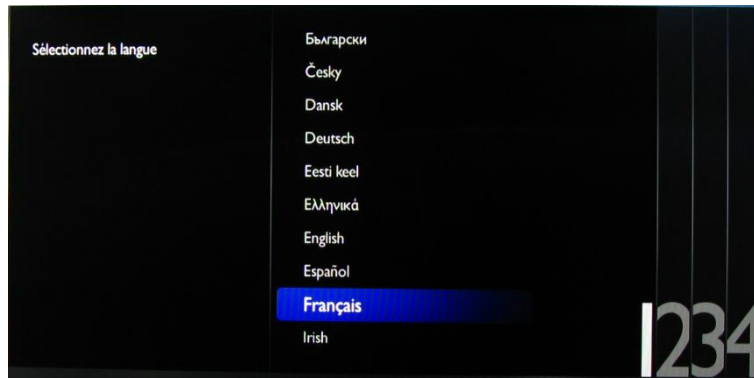 Sélectionnez la langue
Български
Česky
Dansk
Deutsch
Eesti keel
Ελληνικά
English
Español
Français
Irish
1234